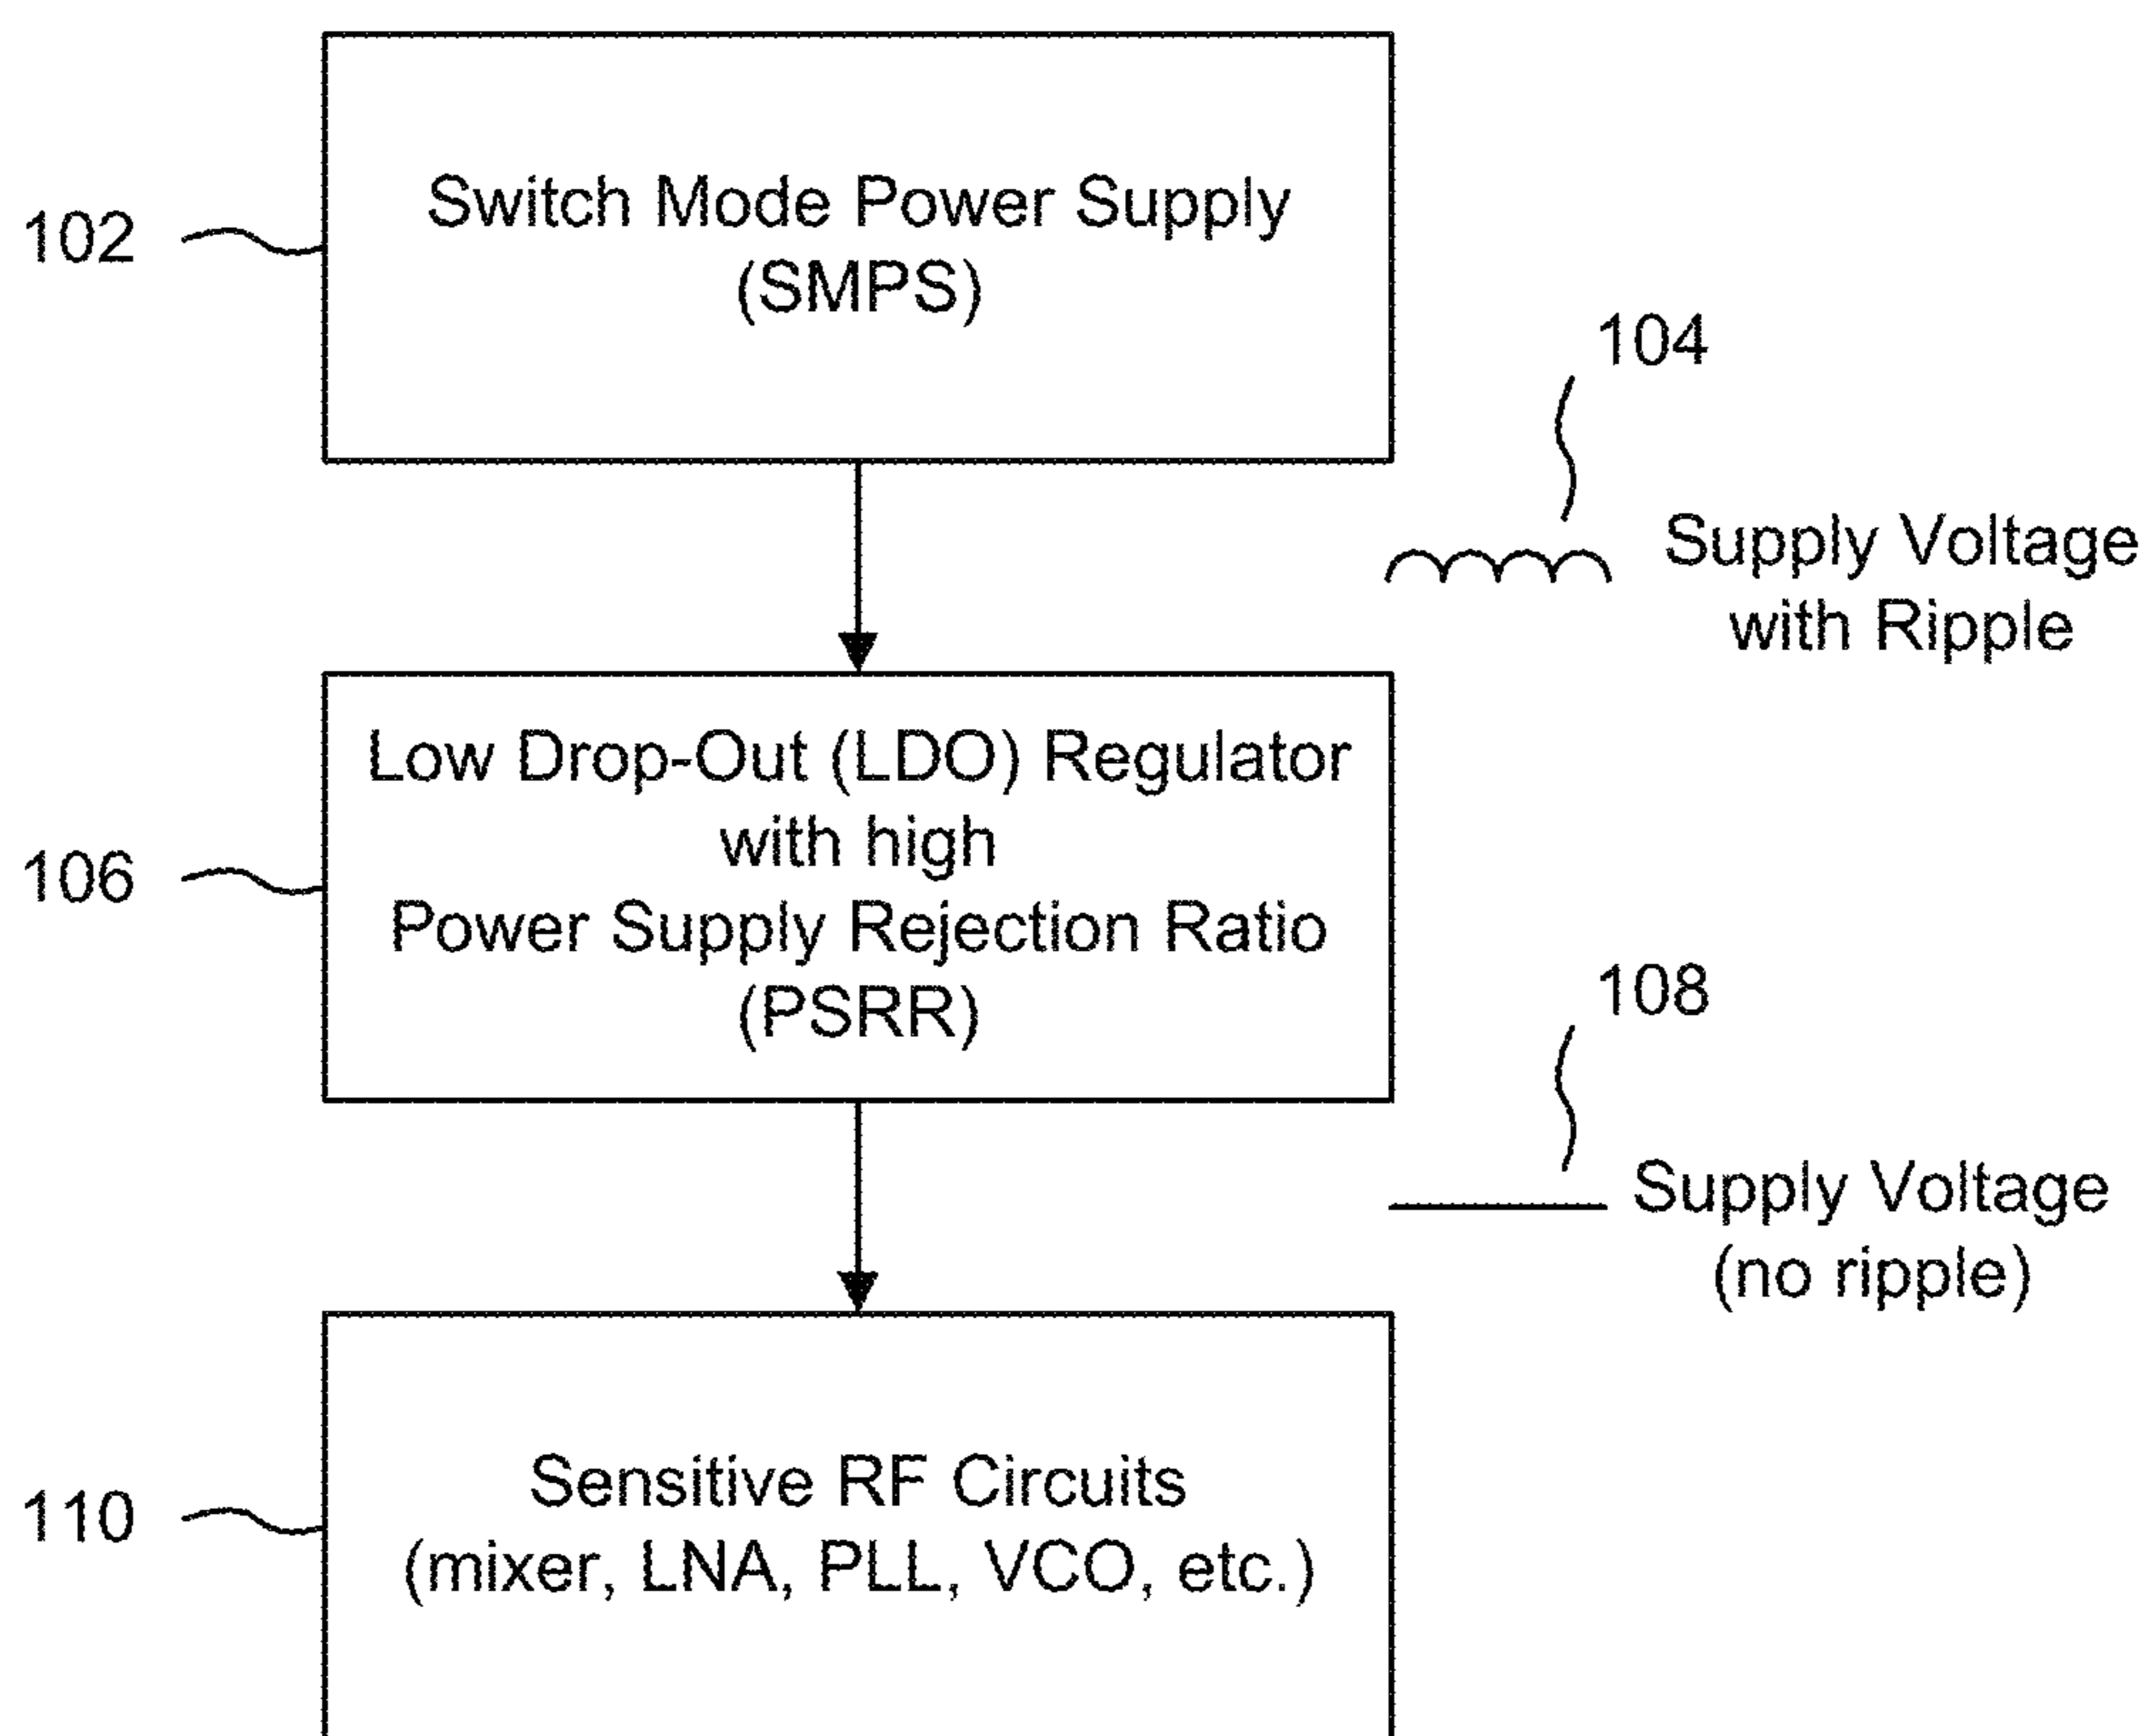 Switch Mode Power Supply
(SMPS)
102
104
Supply Voltage
with Ripple
Low Drop-Out (LDO) Regulator
with high
Power Supply Rejection Ratio
(PSRR)
106
108
Supply Voltage
(no ripple)
Sensitive RF Circuits
(mixer, LNA, PLL, VCO, etc.)
110